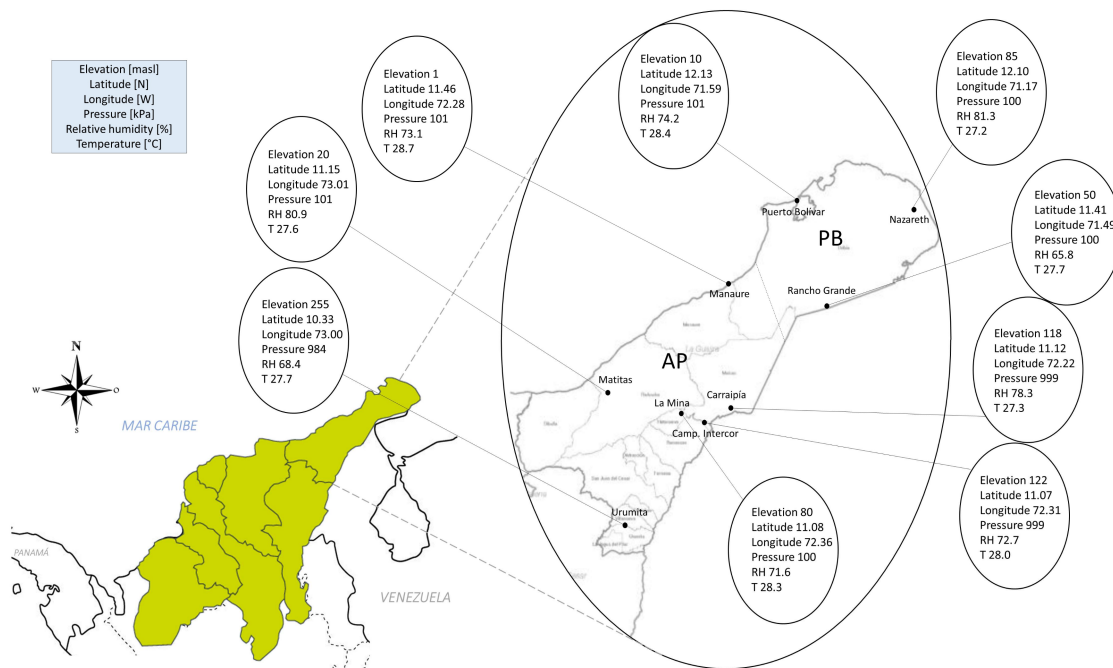 Elevation [masl]
Latitude [N]
Longitude [W]
Pressure [kPa]
Relative humidity [%]
Temperature [°C]
Elevation 1
Latitude 11.46
Longitude 72.28
Pressure 101
RH 73.1
T 28.7
Elevation 10
Latitude 12.13
Longitude 71.59
Pressure 101
RH 74.2
T 28.4
Elevation 85
Latitude 12.10
Longitude 71.17
Pressure 100
RH 81.3
T 27.2
Elevation 20
Latitude 11.15
Longitude 73.01
Pressure 101
RH 80.9
T 27.6
Elevation 50
Latitude 11.41
Longitude 71.49
Pressure 100
RH 65.8
T 27.7
Elevation 255
Latitude 10.33
Longitude 73.00
Pressure 984
RH 68.4
T 27.7
Elevation 118
Latitude 11.12
Longitude 72.22
Pressure 999
RH 78.3
T 27.3
Elevation 122
Latitude 11.07
Longitude 72.31
Pressure 999
RH 72.7
T 28.0
Elevation 80
Latitude 11.08
Longitude 72.36
Pressure 100
RH 71.6
T 28.3
Puerto Bolívar
Nazareth
PB
Rancho Grande
Manaure
Manaure
La Guajira
AP
Maicao
Matitas
Riohacha
La Mina
Carraipía
Camp. Intercor
Urumita
N
W
O
S
MAR CARIBE
PANAMÁ
VENEZUELA